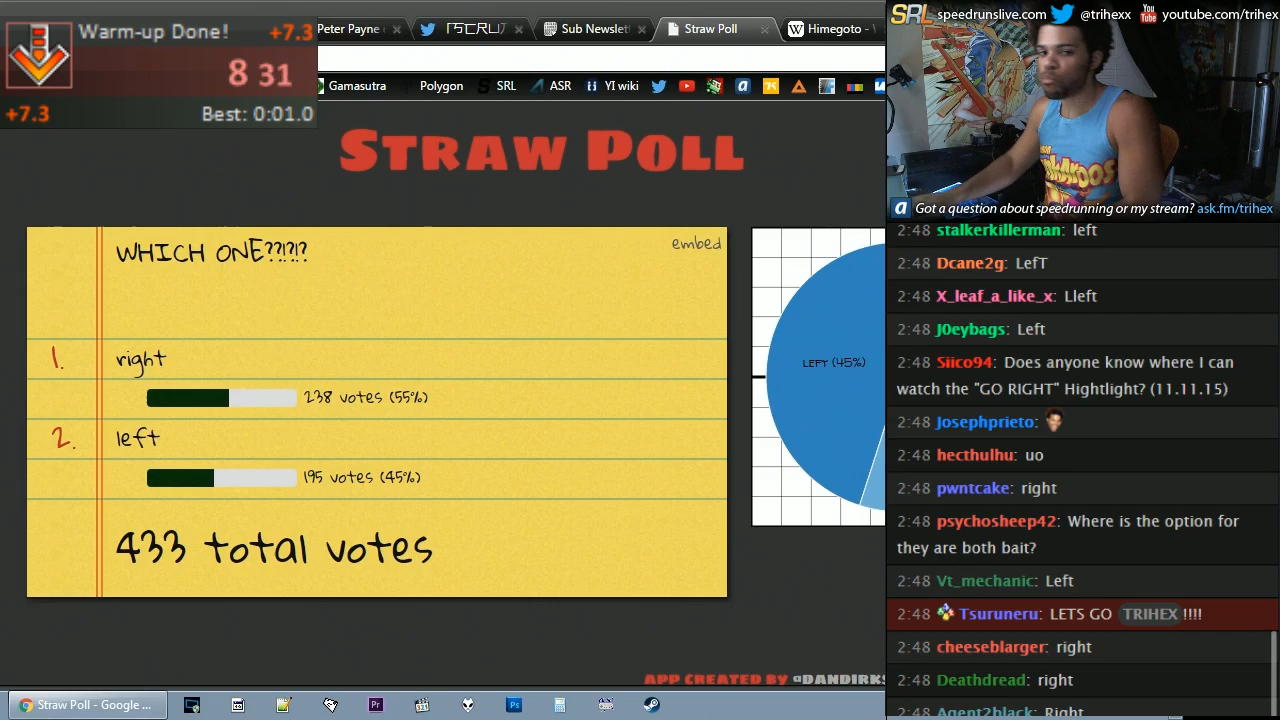 Warm-up Done! +7.3
8 31
+7.3 Best: 0:01.0
Peter Payne
Sub Newslet
Straw Poll
Himegoto -
Gamasutra Polygon SRL ASR YI wiki
SRL speedrunslive.com @trihexx youtube.com/trihex
Got a question about speedrunning or my stream? ask.fm/trihex
STRAW POLL
WHICH ONE??!?!?
embed
1. right
238 votes (55%)
2. left
195 votes (45%)
433 total votes
LEFT (45%)
APP CREATED BY @DANDIRKS
2:48 stalkerkillerman: left
2:48 Dcane2g: LefT
2:48 X_leaf_a_like_x: Lleft
2:48 J0eybags: Left
2:48 Siico94: Does anyone know where I can
watch the "GO RIGHT" Hightlight? (11.11.15)
2:48 Josephprieto:
2:48 hecthulhu: uo
2:48 pwntcake: right
2:48 psychosheep42: Where is the option for
they are both bait?
2:48 Vt_mechanic: Left
2:48 Tsuruneru: LETS GO TRIHEX !!!!
2:48 cheeseblarger: right
2:48 Deathdread: right
2:48 Agent2black: Right
Straw Poll - Google ...